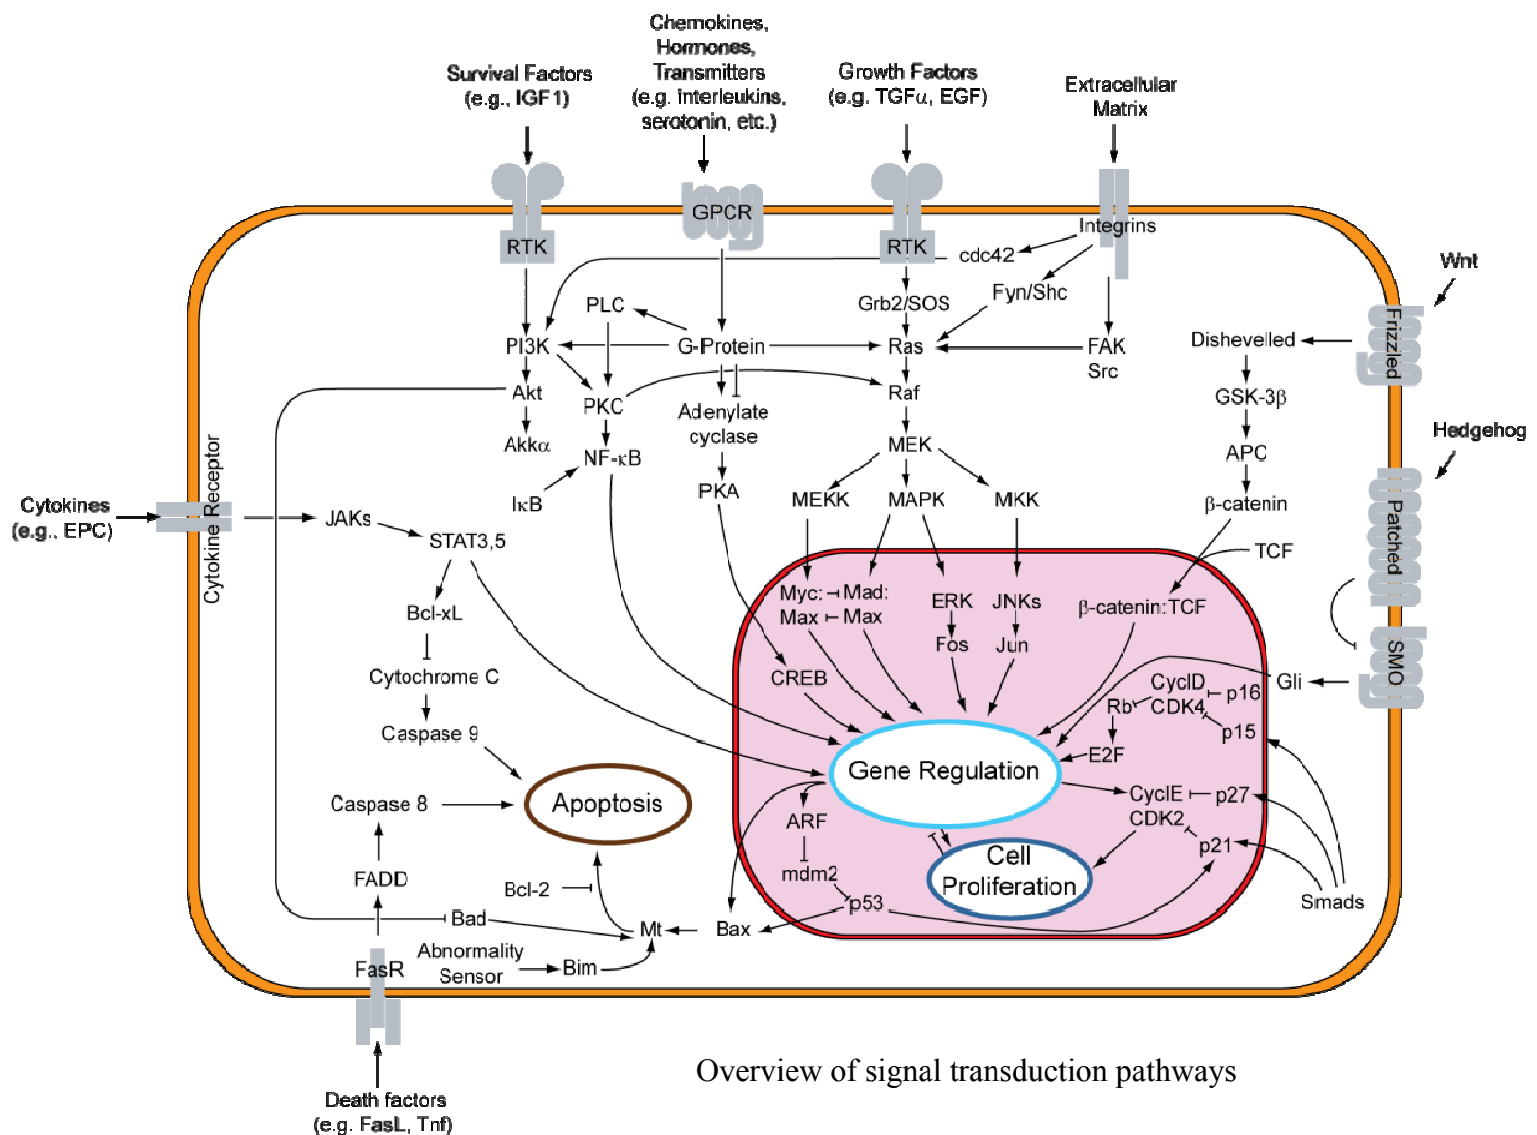 Chemokines,
Hormones,
Transmitters
(e.g. interleukins,
serotonin, etc.)
Survival Factors
(e.g., IGF1)
Growth Factors
(e.g. TGFα, EGF)
Extracellular
Matrix
RTK
GPCR
RTK
Integrins
cdc42
Wnt
Fyn/Shc
Grb2/SOS
PLC
Frizzled
PI3K
G-Protein
Ras
FAK
Src
Dishevelled
Akt
PKC
Raf
GSK-3β
Adenylate
cyclase
Hedgehog
Akkα
NF-κB
MEK
APC
PKA
IκB
MEKK
MAPK
MKK
β-catenin
Patched
Cytokines
(e.g., EPC)
Cytokine Receptor
JAKs
STAT3,5
TCF
Myc:
Mad:
Max
Max
ERK
JNKs
β-catenin:TCF
Bcl-xL
Fos
Jun
SMO
Cytochrome C
CREB
Gli
CyclD
CDK4
p16
Rb
p15
Caspase 9
E2F
Gene Regulation
Caspase 8
Apoptosis
CyclE
CDK2
p27
ARF
p21
Cell
Proliferation
mdm2
FADD
Bcl-2
p53
Smads
Bad
Mt
Bax
FasR
Abnormality
Sensor
Bim
Overview of signal transduction pathways
Death factors
(e.g. FasL, Tnf)